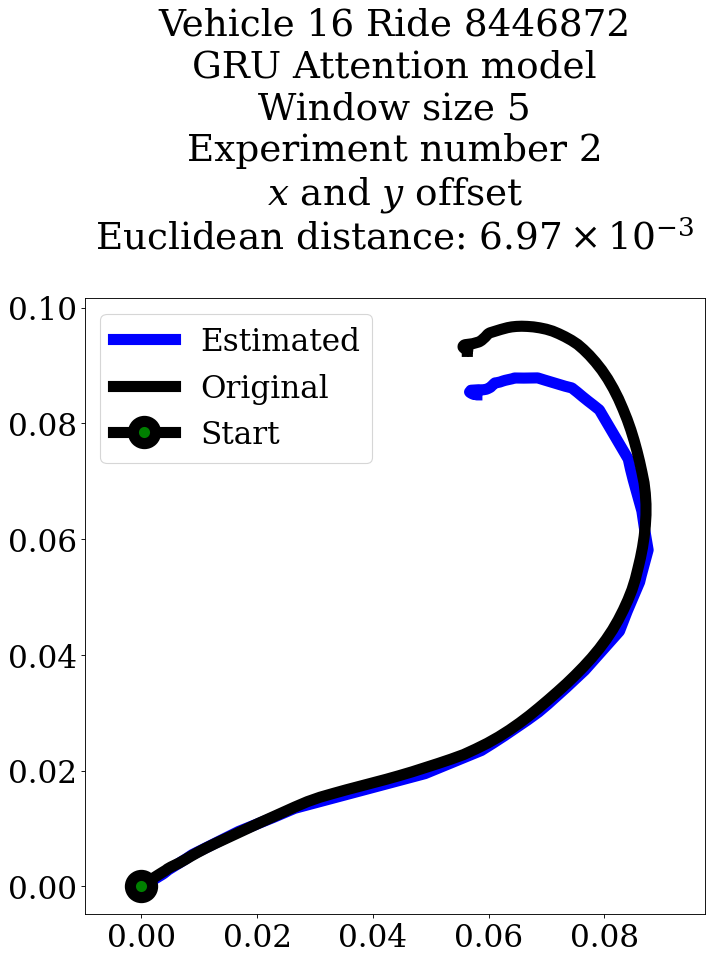 Vehicle 16 Ride 8446872
GRU Attention model
Window size 5
Experiment number 2
x and y offset
Euclidean distance: 6.97 × 10⁻³
0.10
0.08
0.06
0.04
0.02
0.00
Estimated
Original
Start
0.00 0.02 0.04 0.06 0.08